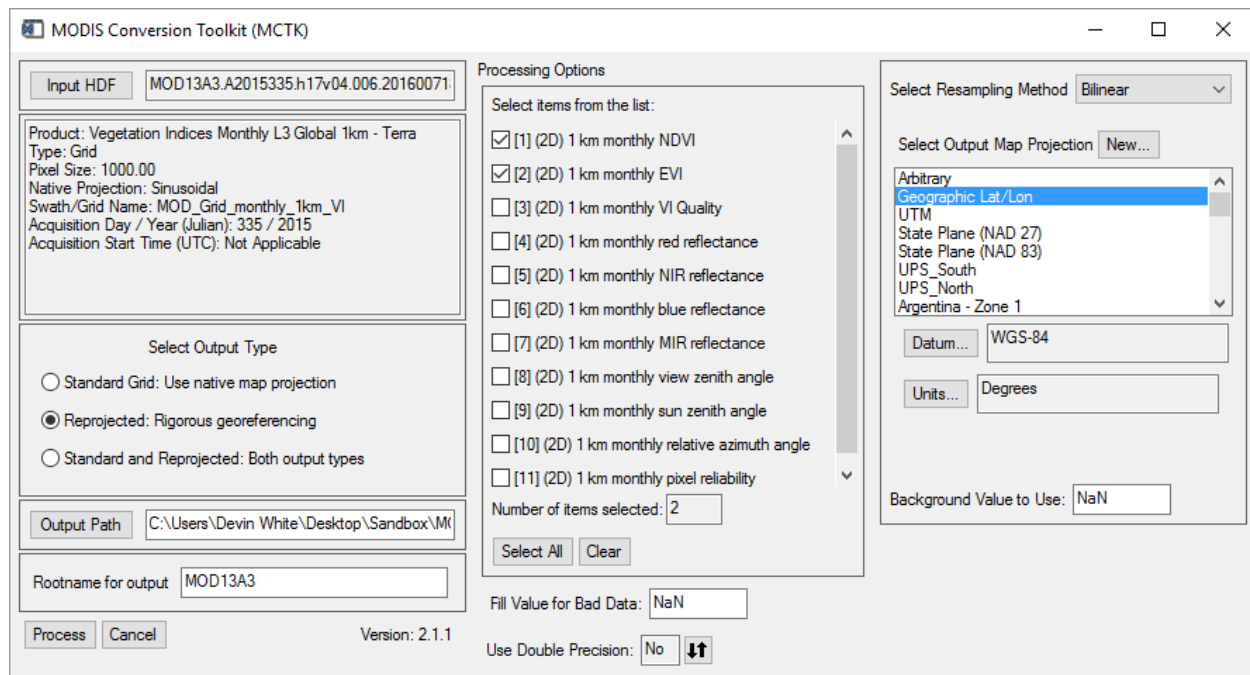 MODIS Conversion Toolkit (MCTK)
Input HDF
MOD13A3.A2015335.h17v04.006.20160071
Product: Vegetation Indices Monthly L3 Global 1km - Terra
Type: Grid
Pixel Size: 1000.00
Native Projection: Sinusoidal
Swath/Grid Name: MOD_Grid_monthly_1km_VI
Acquisition Day / Year (Julian): 335 / 2015
Acquisition Start Time (UTC): Not Applicable
Select Output Type
Standard Grid: Use native map projection
Reprojected: Rigorous georeferencing
Standard and Reprojected: Both output types
Output Path
C:\Users\Devin White\Desktop\Sandbox\M
Rootname for output
MOD13A3
Process
Cancel
Version: 2.1.1
Processing Options
Select items from the list:
[1] (2D) 1 km monthly NDVI
[2] (2D) 1 km monthly EVI
[3] (2D) 1 km monthly VI Quality
[4] (2D) 1 km monthly red reflectance
[5] (2D) 1 km monthly NIR reflectance
[6] (2D) 1 km monthly blue reflectance
[7] (2D) 1 km monthly MIR reflectance
[8] (2D) 1 km monthly view zenith angle
[9] (2D) 1 km monthly sun zenith angle
[10] (2D) 1 km monthly relative azimuth angle
[11] (2D) 1 km monthly pixel reliability
Number of items selected: 2
Select All
Clear
Fill Value for Bad Data: NaN
Use Double Precision: No
Select Resampling Method
Bilinear
Select Output Map Projection
New...
Arbitrary
Geographic Lat/Lon
UTM
State Plane (NAD 27)
State Plane (NAD 83)
UPS_South
UPS_North
Argentina - Zone 1
Datum...
WGS-84
Units...
Degrees
Background Value to Use: NaN